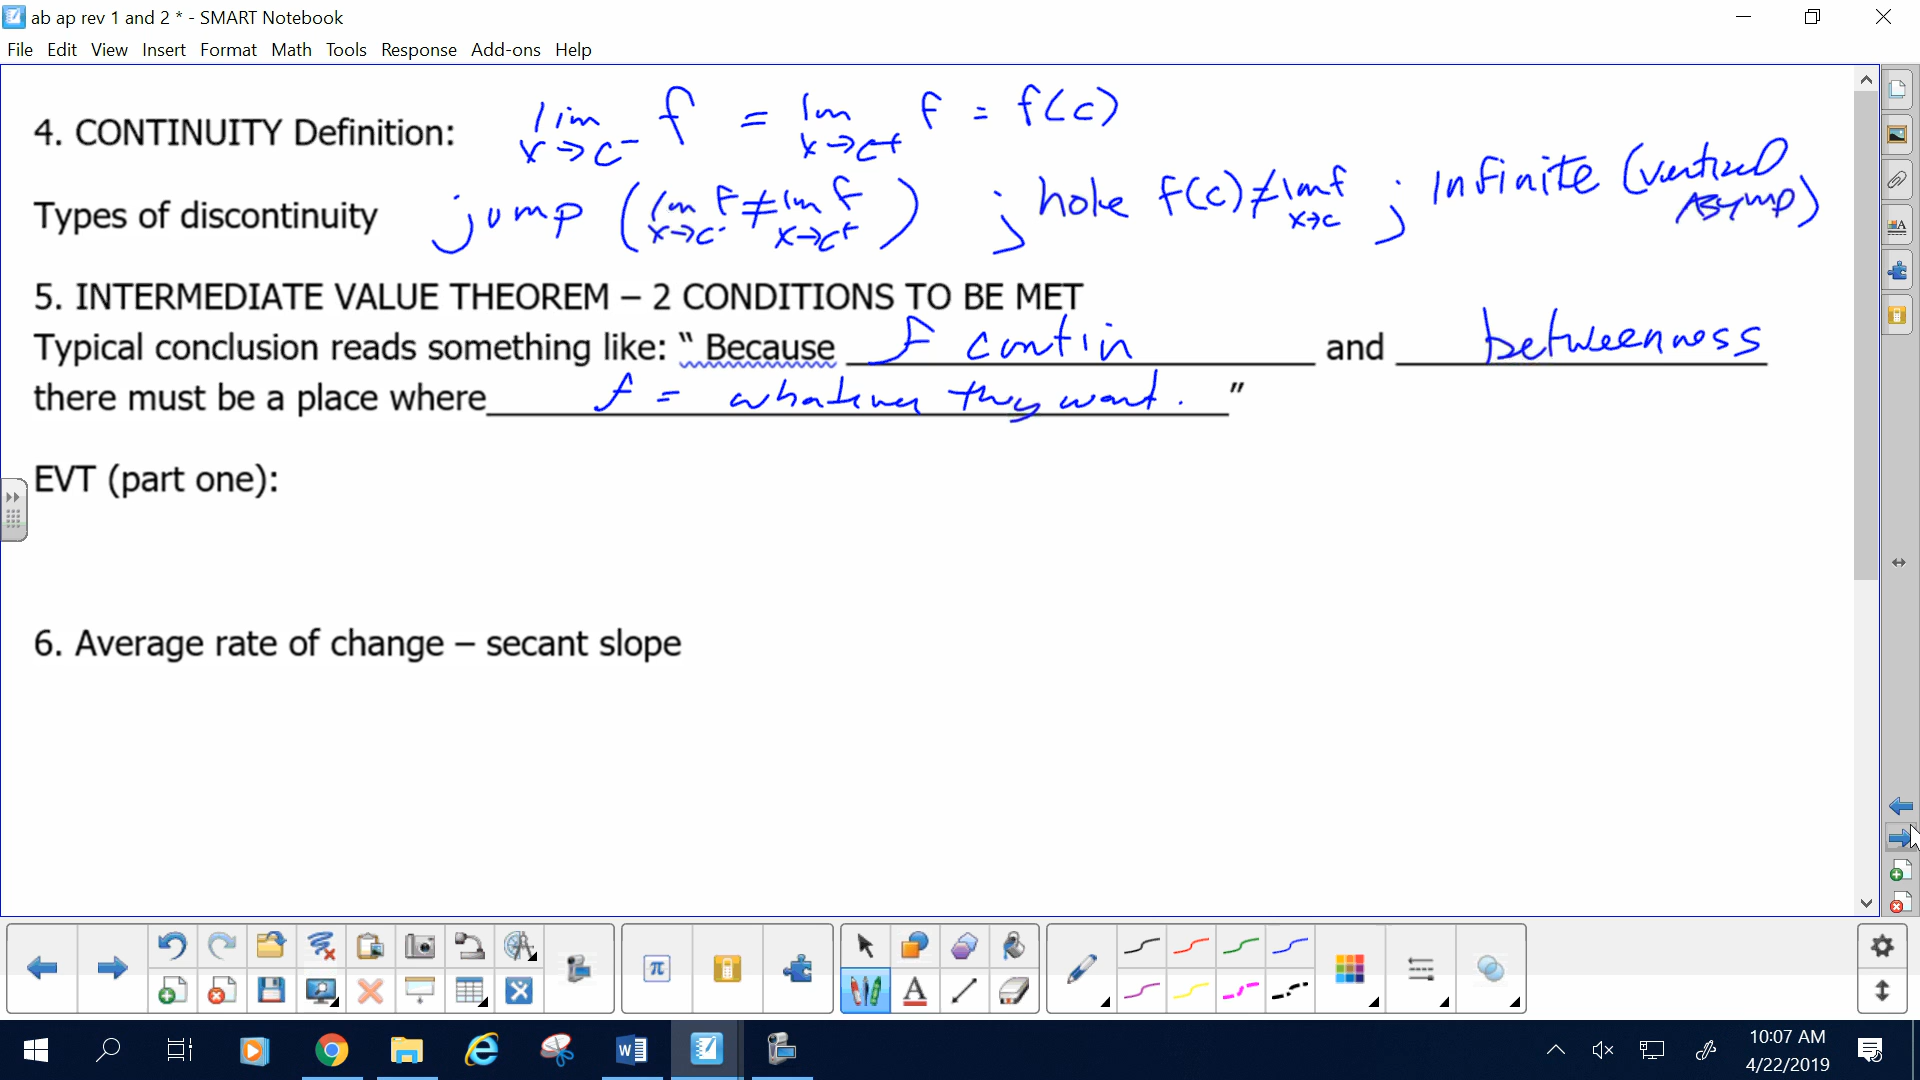 ab ap rev 1 and 2 * - SMART Notebook
File Edit View Insert Format Math Tools Response Add-ons Help
4. CONTINUITY Definition: lim x→c⁻ f = lim x→c⁺ f = f(c)
Types of discontinuity jump (lim x→c⁻ f ≠ lim x→c⁺ f) ; hole f(c) ≠ lim x→c f ; infinite (vertical Asymp)
5. INTERMEDIATE VALUE THEOREM – 2 CONDITIONS TO BE MET
Typical conclusion reads something like: “ Because f contin and betweenness
there must be a place where f = whatever they want. ”
EVT (part one):
6. Average rate of change – secant slope
10:07 AM
4/22/2019